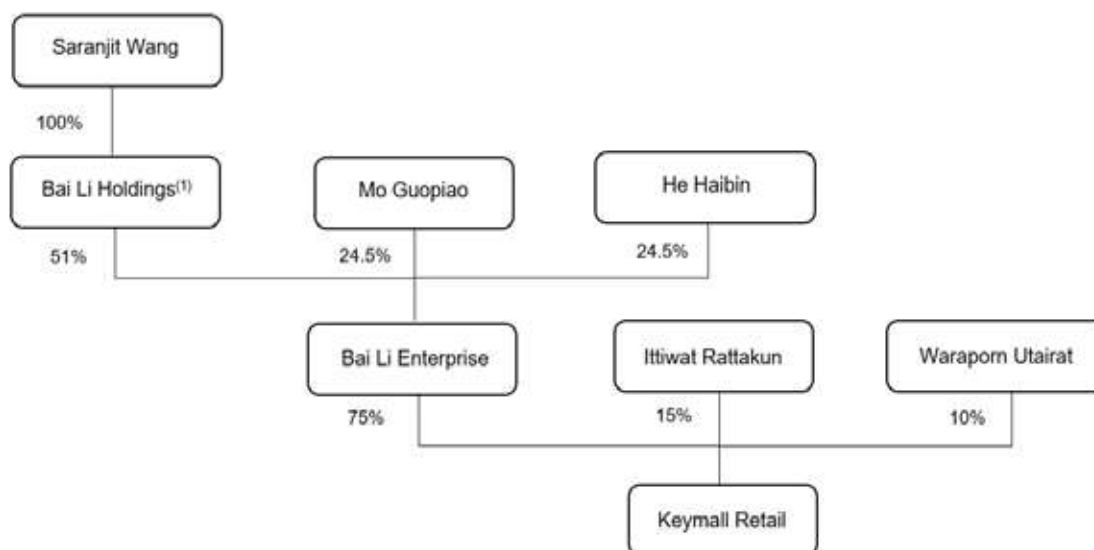 Saranjit Wang
100%
Bai Li Holdings(1)
Mo Guopiao
He Haibin
51%
24.5%
24.5%
Bai Li Enterprise
Ittiwat Rattakun
Waraporn Utairat
75%
15%
10%
Keymall Retail